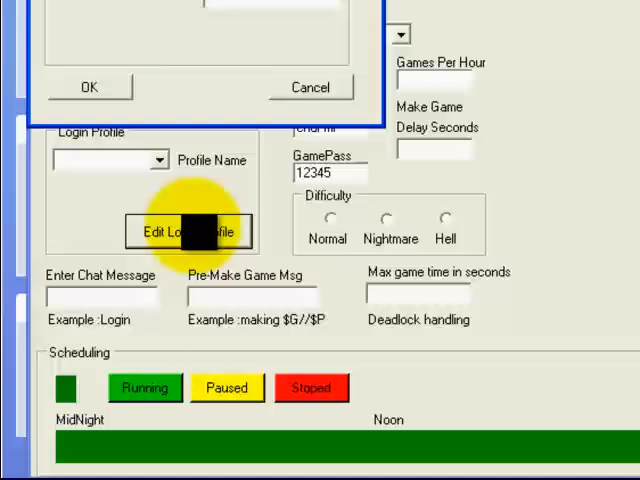 OK
Cancel
Games Per Hour
Make Game
Delay Seconds
Login Profile
Profile Name
GamePass
12345
Difficulty
Normal
Nightmare
Hell
Edit
Enter Chat Message
Pre-Make Game Msg
Max game time in seconds
Example :Login
Example :making $G//$P
Deadlock handling
Scheduling
Running
Paused
Stoped
MidNight
Noon